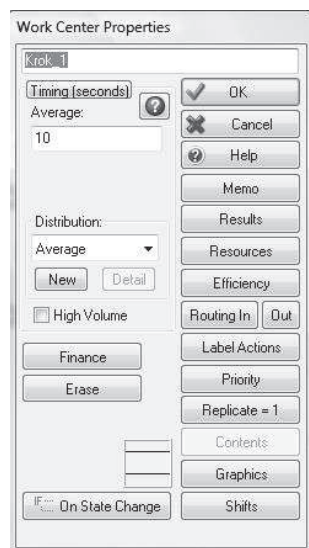 Work Center Properties
Krok_1
Timing (seconds)
Average:
10
Distribution:
Average
New Detail
High Volume
Finance
Erase
IF On State Change
OK
Cancel
Help
Memo
Results
Resources
Efficiency
Routing In Out
Label Actions
Priority
Replicate = 1
Contents
Graphics
Shifts